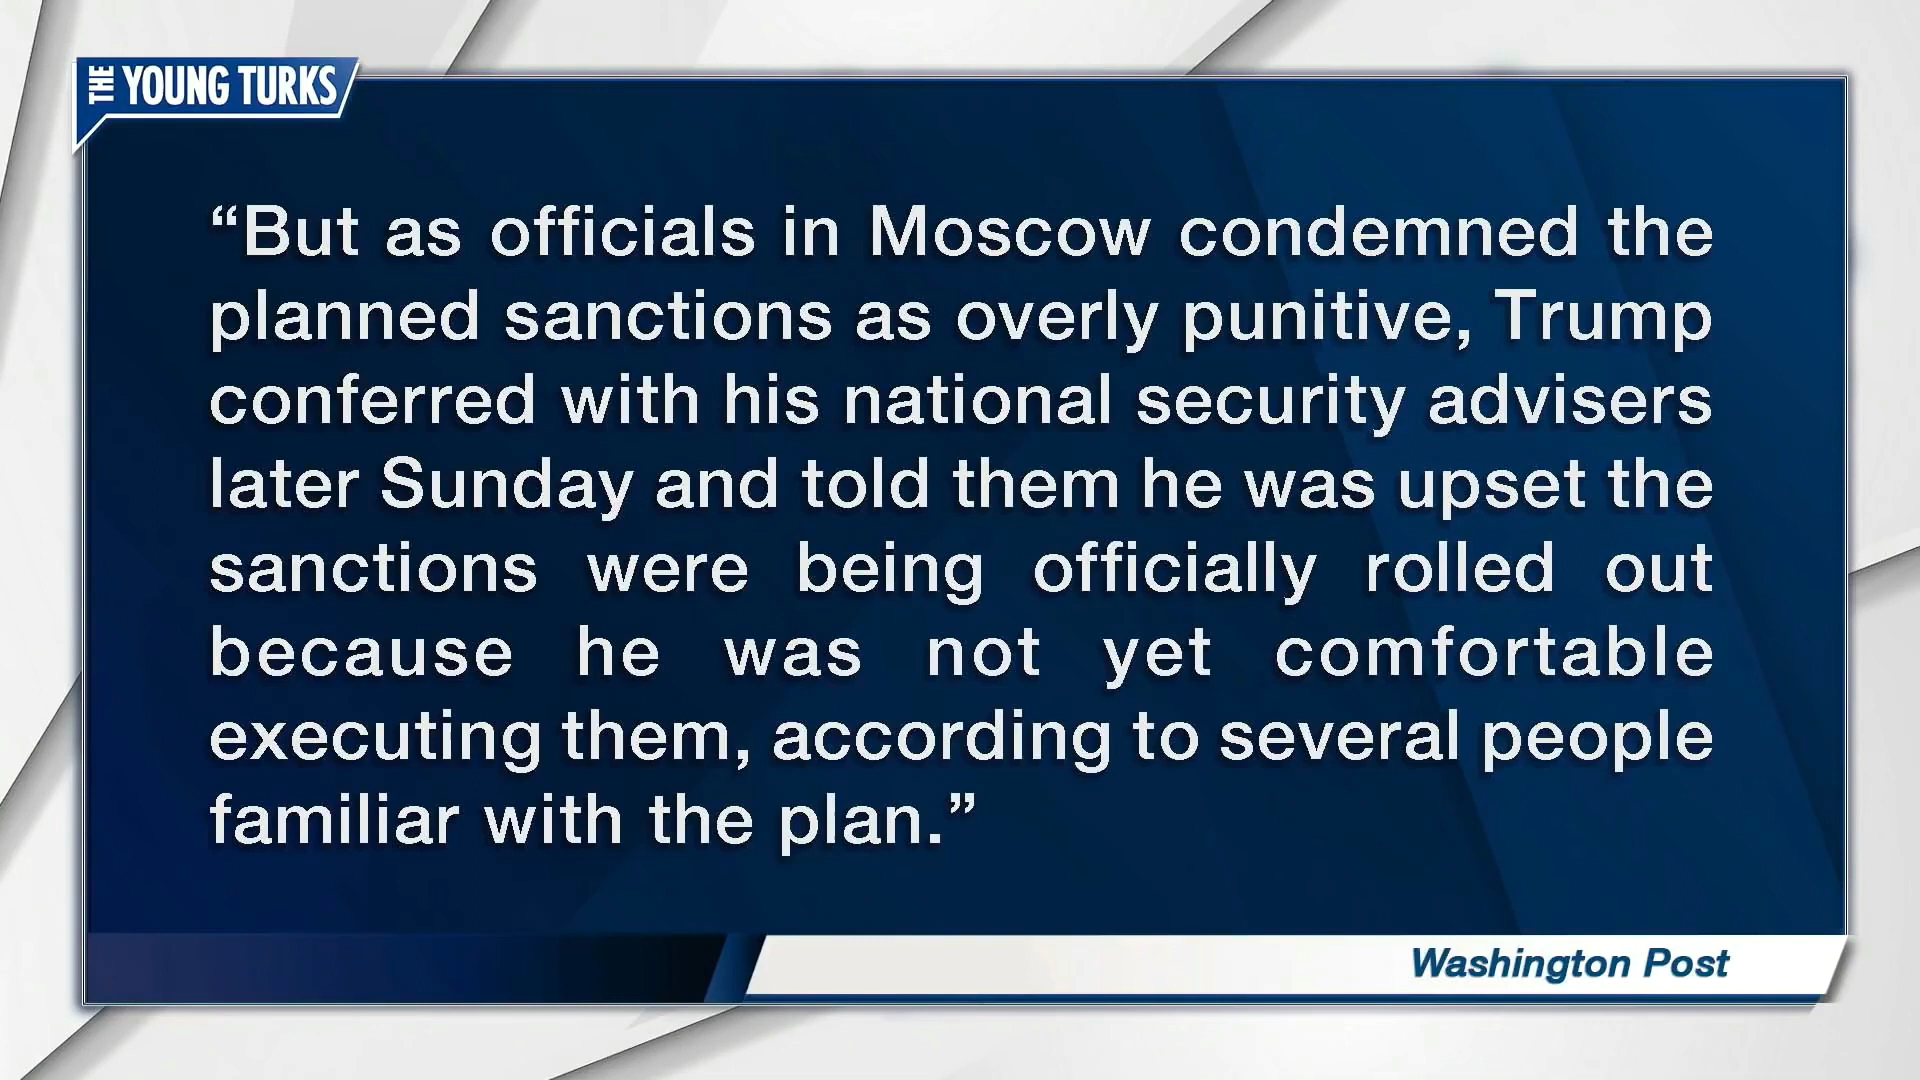 THE YOUNG TURKS
“But as officials in Moscow condemned the
planned sanctions as overly punitive, Trump
conferred with his national security advisers
later Sunday and told them he was upset the
sanctions were being officially rolled out
because he was not yet comfortable
executing them, according to several people
familiar with the plan.”
Washington Post